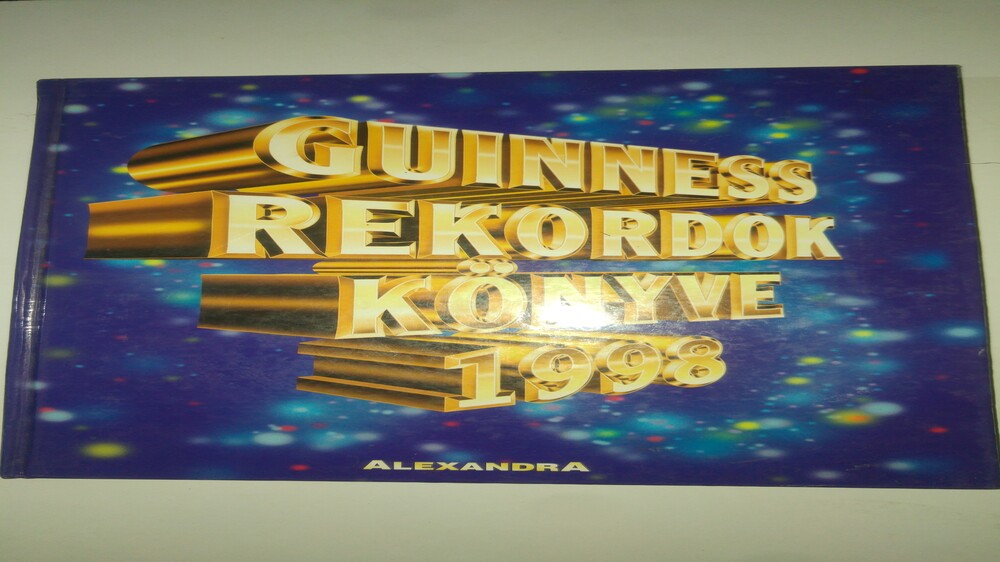 GUINNESS
REKORDOK
KÖNYVE
1998
ALEXANDRA